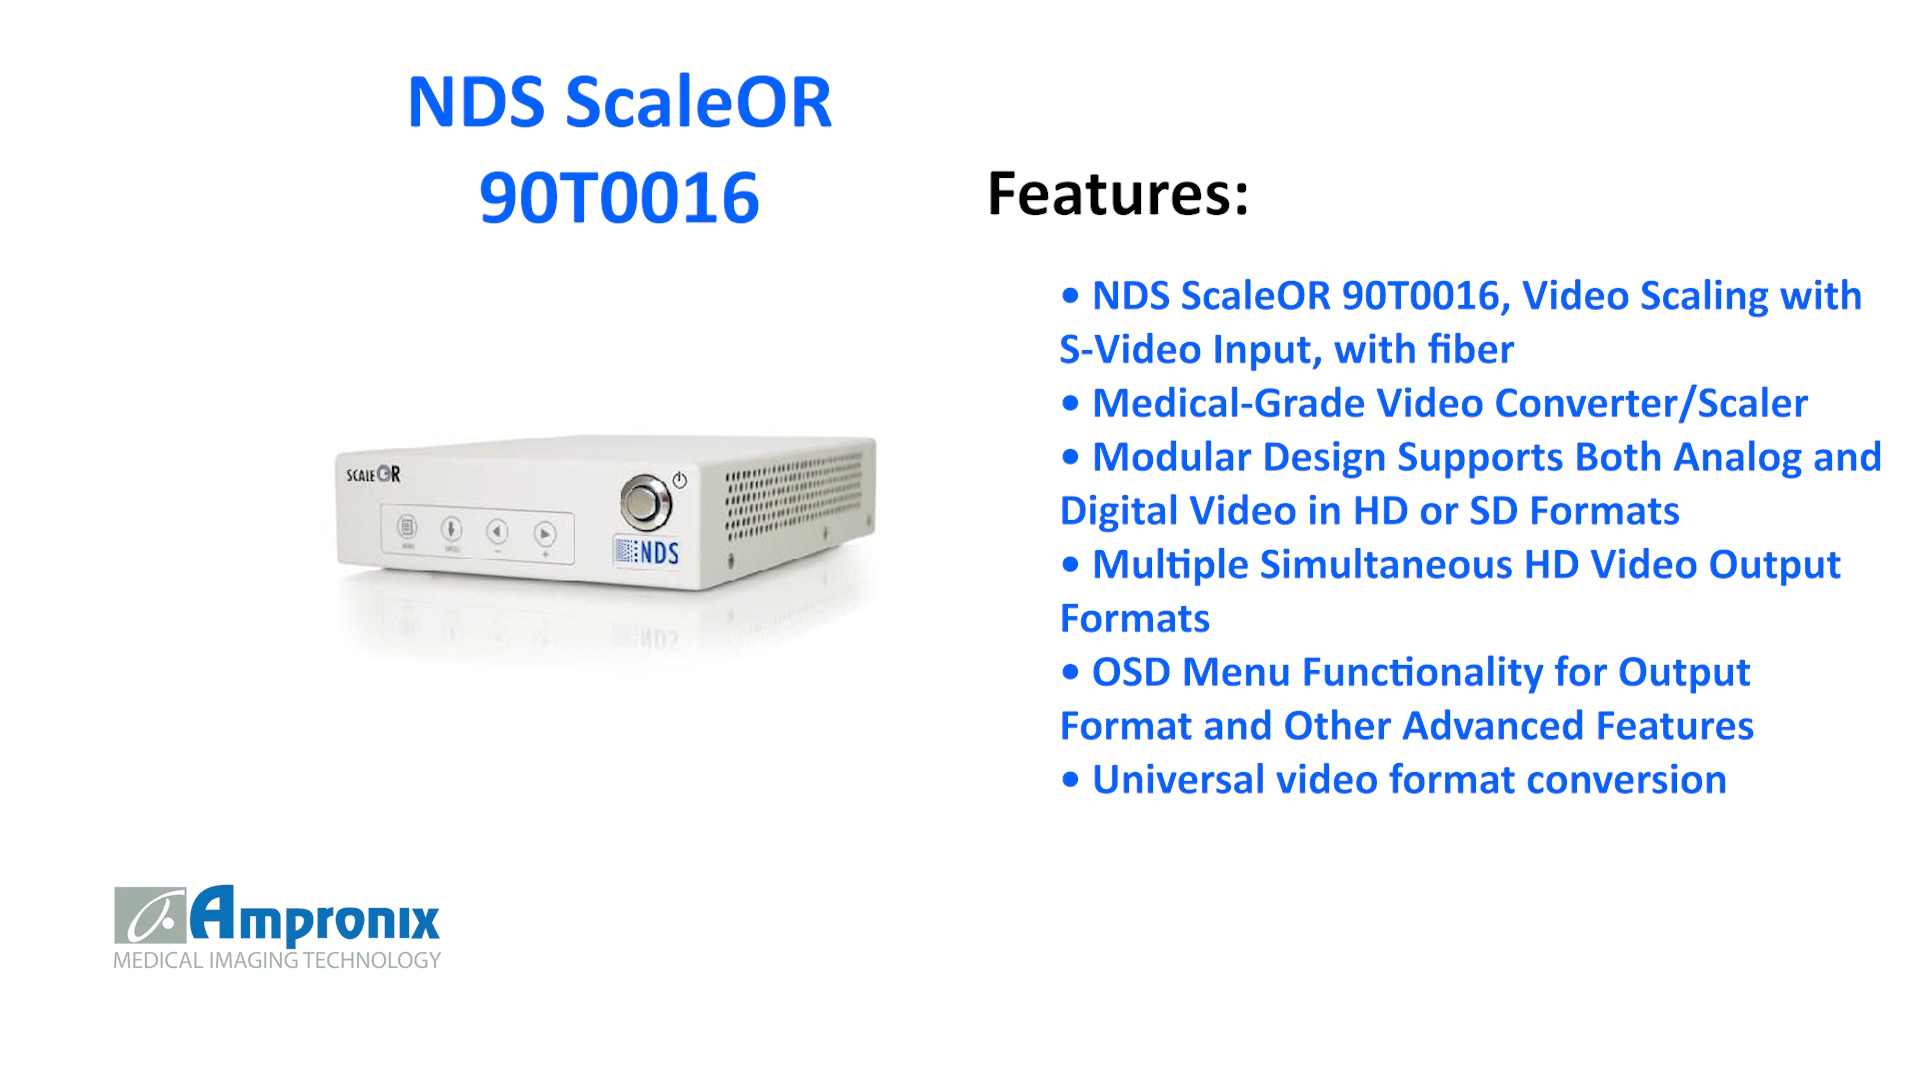 NDS ScaleOR
90T0016
Features:
• NDS ScaleOR 90T0016, Video Scaling with
S-Video Input, with fiber
• Medical-Grade Video Converter/Scaler
• Modular Design Supports Both Analog and
Digital Video in HD or SD Formats
• Multiple Simultaneous HD Video Output
Formats
• OSD Menu Functionality for Output
Format and Other Advanced Features
• Universal video format conversion
SCALEOR
MENU
NDS
Ampronix
MEDICAL IMAGING TECHNOLOGY